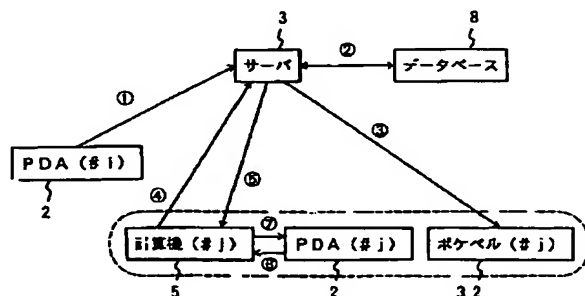 3
8
サーバ
②
データベース
①
③
PDA(#i)
2
④
⑤
計算機(#j)
⑦
⑥
PDA(#j)
ポケベル(#j)
5
2
32